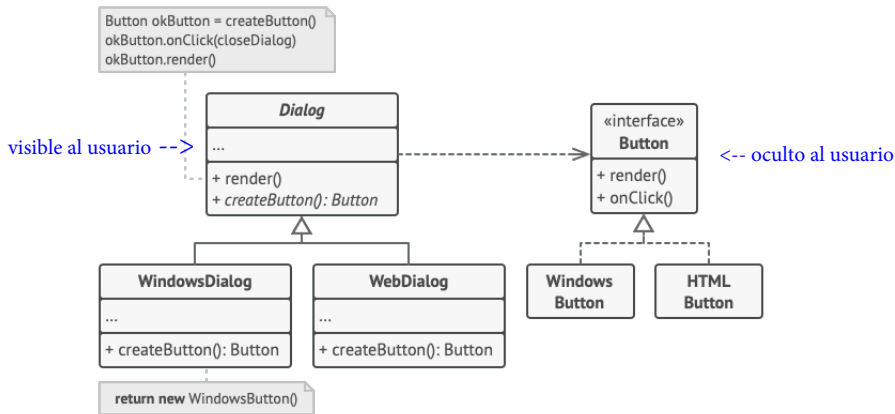 Button okButton = createButton()
okButton.onClick(closeDialog)
okButton.render()
Dialog
...
+ render()
+ createButton(): Button
visible al usuario -->
«interface»
Button
+ render()
+ onClick()
<-- oculto al usuario
WindowsDialog
...
+ createButton(): Button
WebDialog
...
+ createButton(): Button
Windows
Button
HTML
Button
return new WindowsButton()